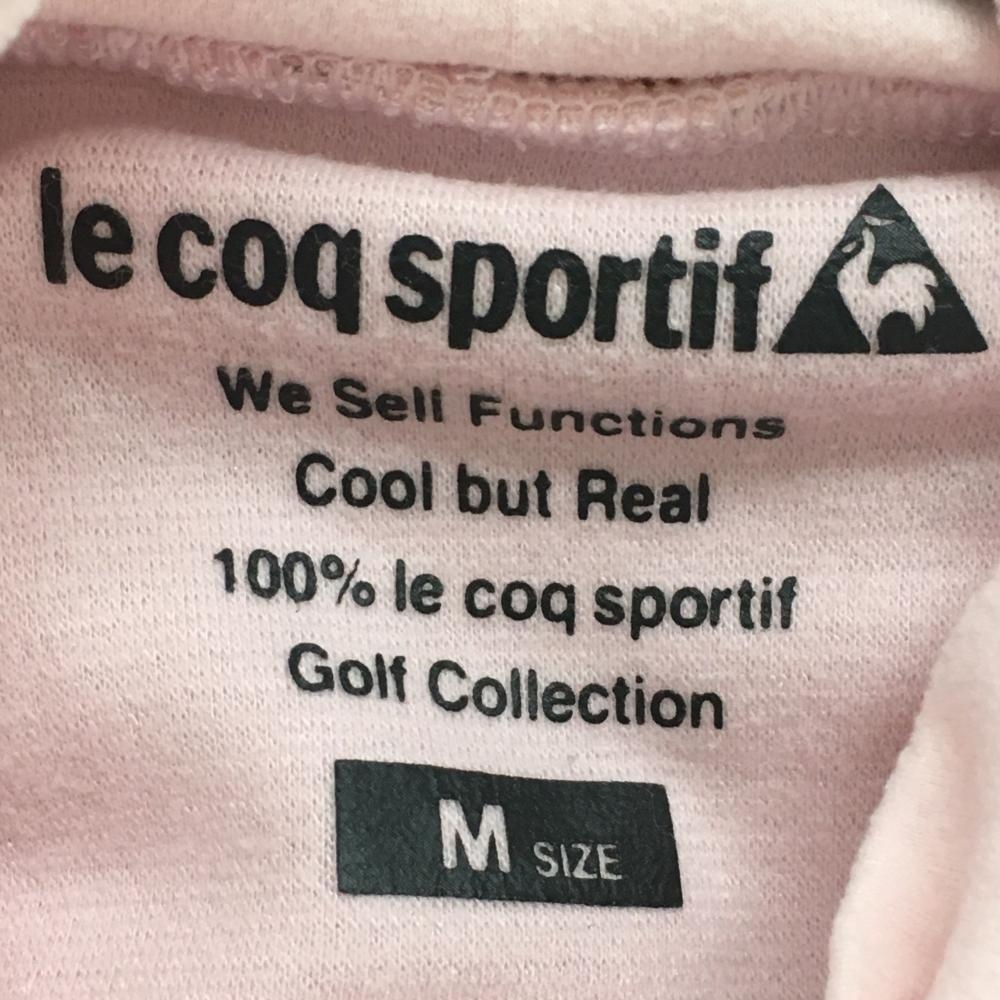 le coq sportif
We Sell Functions
Cool but Real
100% le coq sportif
Golf Collection
M SIZE